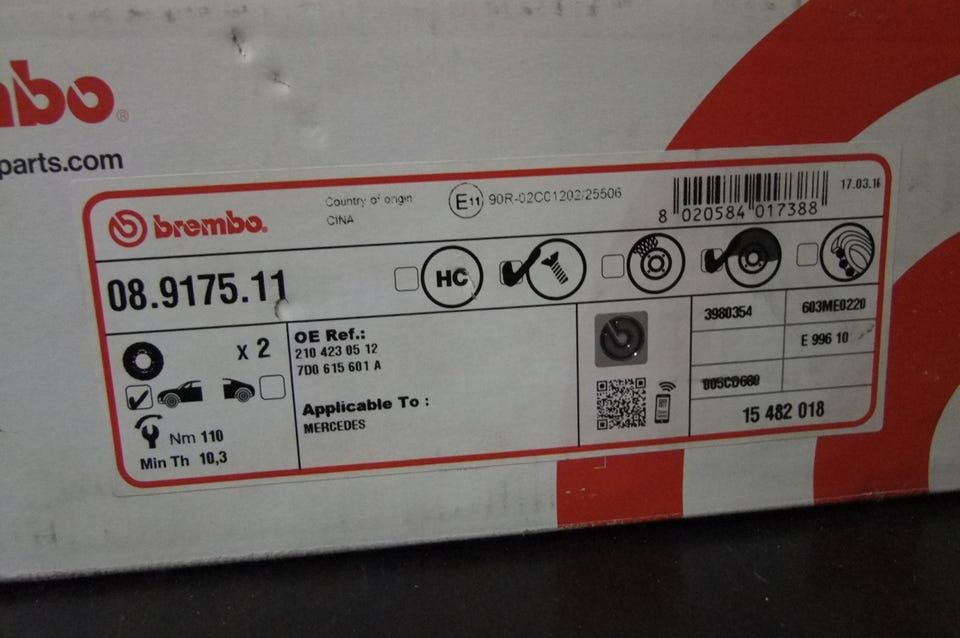 mbo®
parts.com
brembo®
Country of origin
CINA
E11 90R-02C01202/25506
8 020584 017388
17.03.16
08.9175.11
HC
x 2
Nm 110
Min Th 10,3
OE Ref.:
210 423 05 12
7D0 615 601 A
Applicable To :
MERCEDES
3980354
603ME0220
E 996 10
005CD680
15 482 018